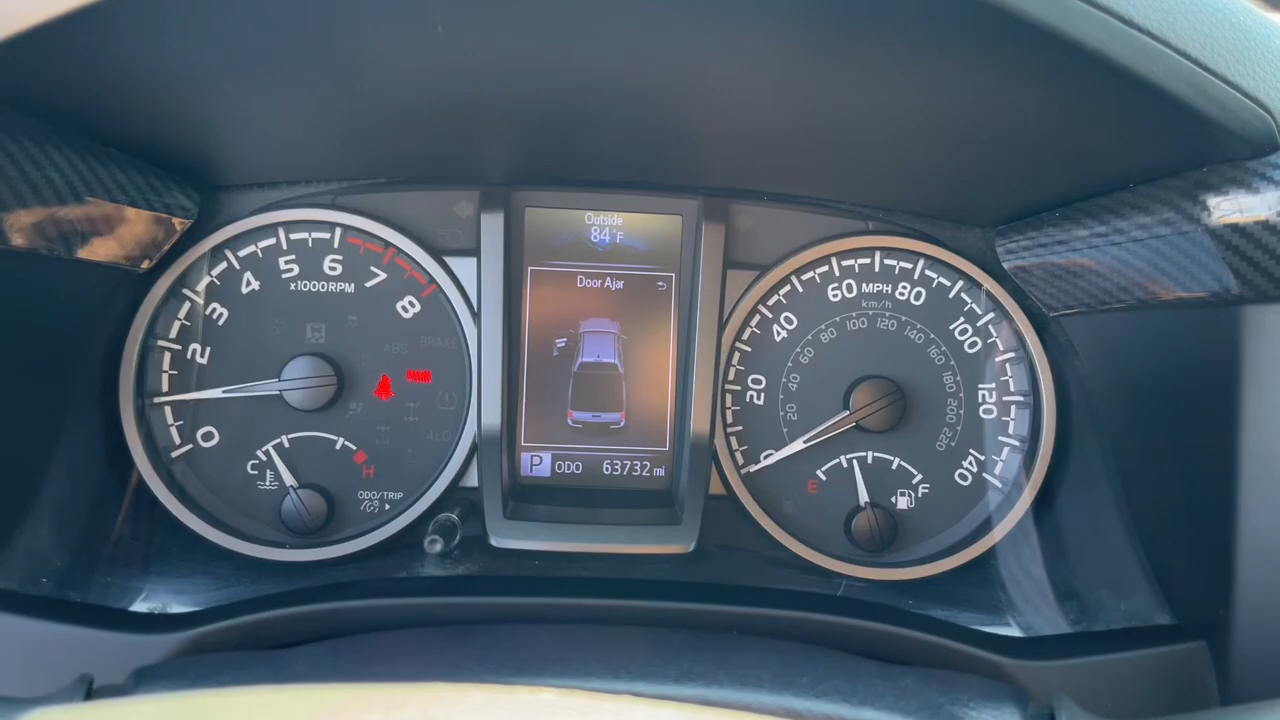 Outside
84°F
Door Ajar
P ODO 63732 mi
0
2
3
4
5
6
7
8
x1000RPM
ABS
BRAKE
PARK
4LO
C
H
ODO/TRIP
0
20
40
60
80
100
120
140
MPH
km/h
20
40
60
80
100
120
140
160
180
200
220
E
F